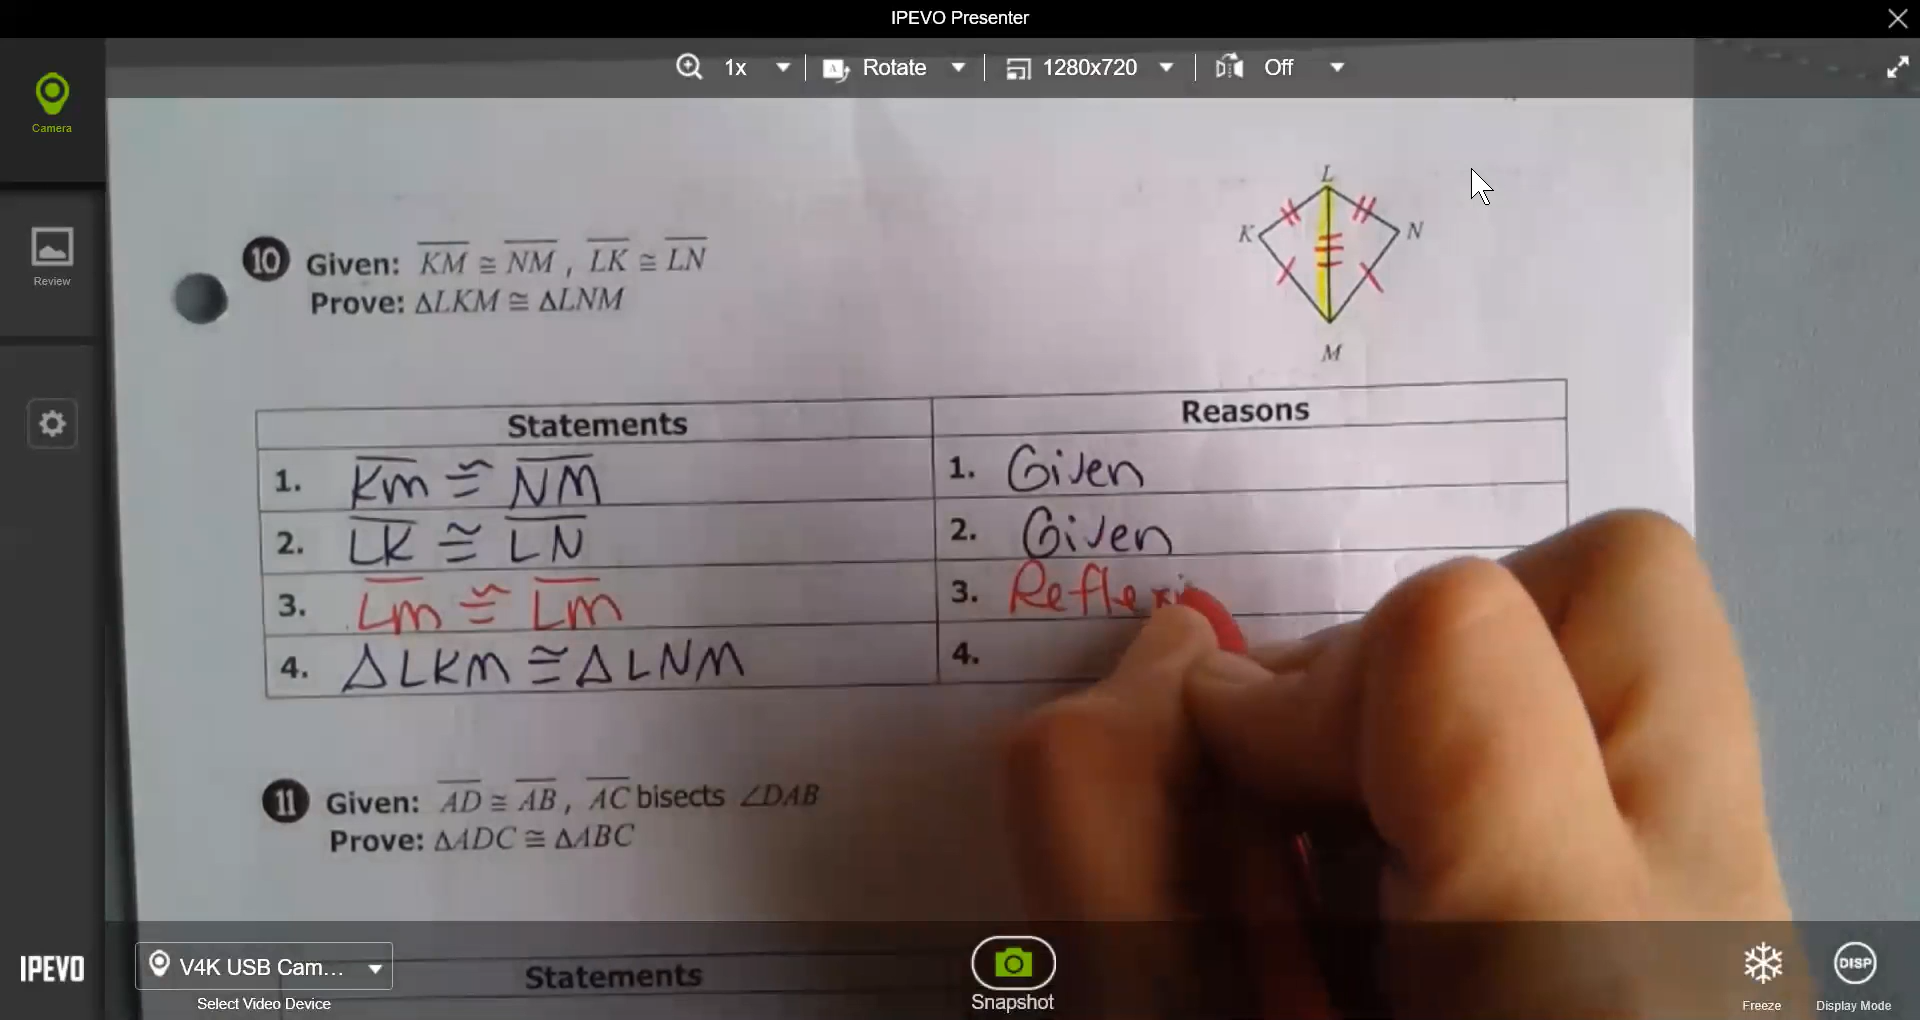 IPEVO Presenter
1x Rotate 1280x720 Off
Camera
Review
L
K N
M
10 Given: KM ≅ NM, LK ≅ LN
Prove: ΔLKM ≅ ΔLNM
Statements Reasons
1. KM ≅ NM 1. Given
2. LK ≅ LN 2. Given
3. LM ≅ LM 3. Reflexi
4. ΔLKM ≅ ΔLNM 4.
11 Given: AD ≅ AB, AC bisects ∠DAB
Prove: ΔADC ≅ ΔABC
Statements
IPEVO V4K USB Cam... DISP
Select Video Device Snapshot Freeze Display Mode